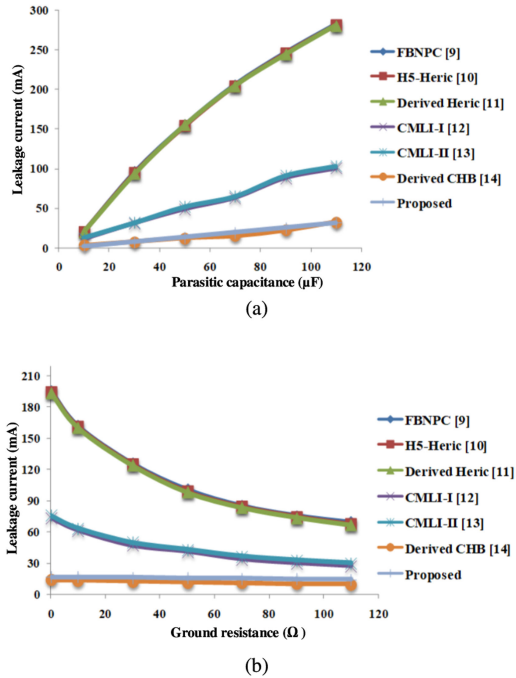 (a)
300
250
200
150
100
50
0
Leakage current (mA)
0 20 40 60 80 100 120
Parasitic capacitance (µF)
FBNPC [9]
H5-Heric [10]
Derived Heric [11]
CMLI-I [12]
CMLI-II [13]
Derived CHB [14]
Proposed
(a)
210
180
150
120
90
60
30
0
Leakage current (mA)
0 20 40 60 80 100 120
Ground resistance (Ω )
FBNPC [9]
H5-Heric [10]
Derived Heric [11]
CMLI-I [12]
CMLI-II [13]
Derived CHB [14]
Proposed
(b)